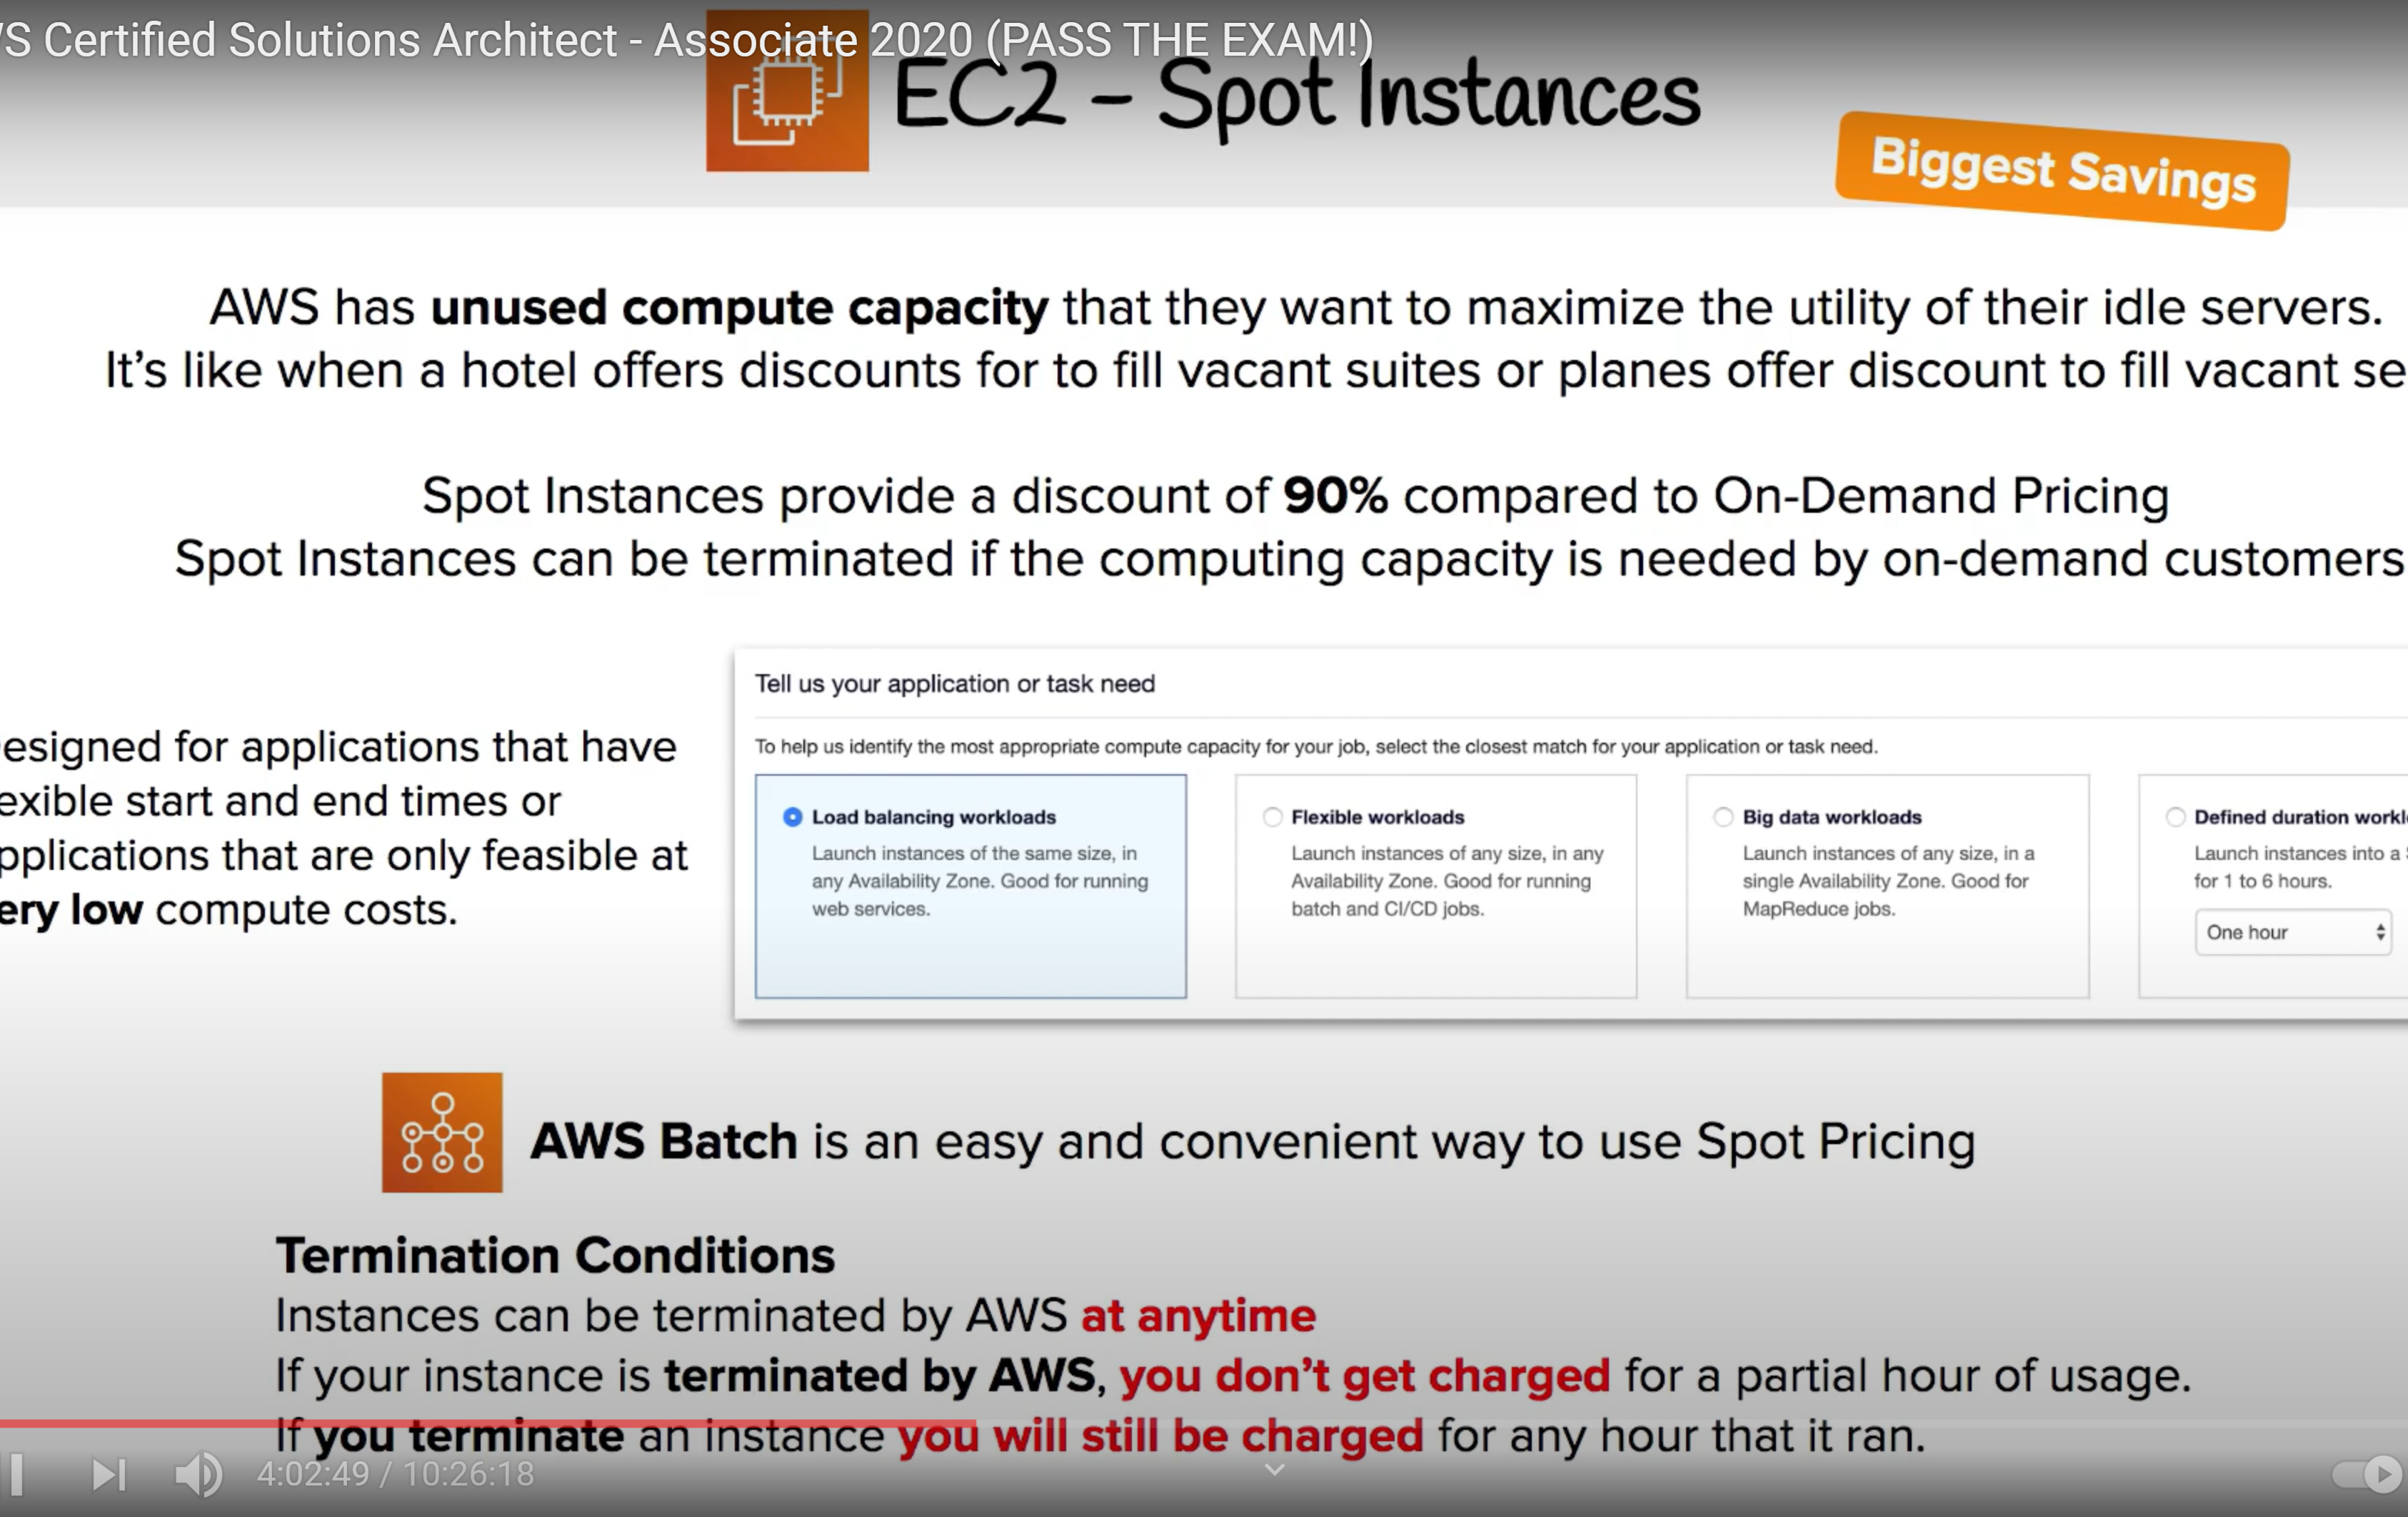 S Certified Solutions Architect - Associate 2020 (PASS THE EXAM!)
EC2 - Spot Instances
Biggest Savings
AWS has unused compute capacity that they want to maximize the utility of their idle servers.
It's like when a hotel offers discounts for to fill vacant suites or planes offer discount to fill vacant se
Spot Instances provide a discount of 90% compared to On-Demand Pricing
Spot Instances can be terminated if the computing capacity is needed by on-demand customers
esigned for applications that have
exible start and end times or
pplications that are only feasible at
ery low compute costs.
Tell us your application or task need
To help us identify the most appropriate compute capacity for your job, select the closest match for your application or task need.
Load balancing workloads
Launch instances of the same size, in
any Availability Zone. Good for running
web services.
Flexible workloads
Launch instances of any size, in any
Availability Zone. Good for running
batch and CI/CD jobs.
Big data workloads
Launch instances of any size, in a
single Availability Zone. Good for
MapReduce jobs.
Defined duration workl
Launch instances into a
for 1 to 6 hours.
One hour
AWS Batch is an easy and convenient way to use Spot Pricing
Termination Conditions
Instances can be terminated by AWS at anytime
If your instance is terminated by AWS, you don't get charged for a partial hour of usage.
If you terminate an instance you will still be charged for any hour that it ran.
4:02:49 / 10:26:18